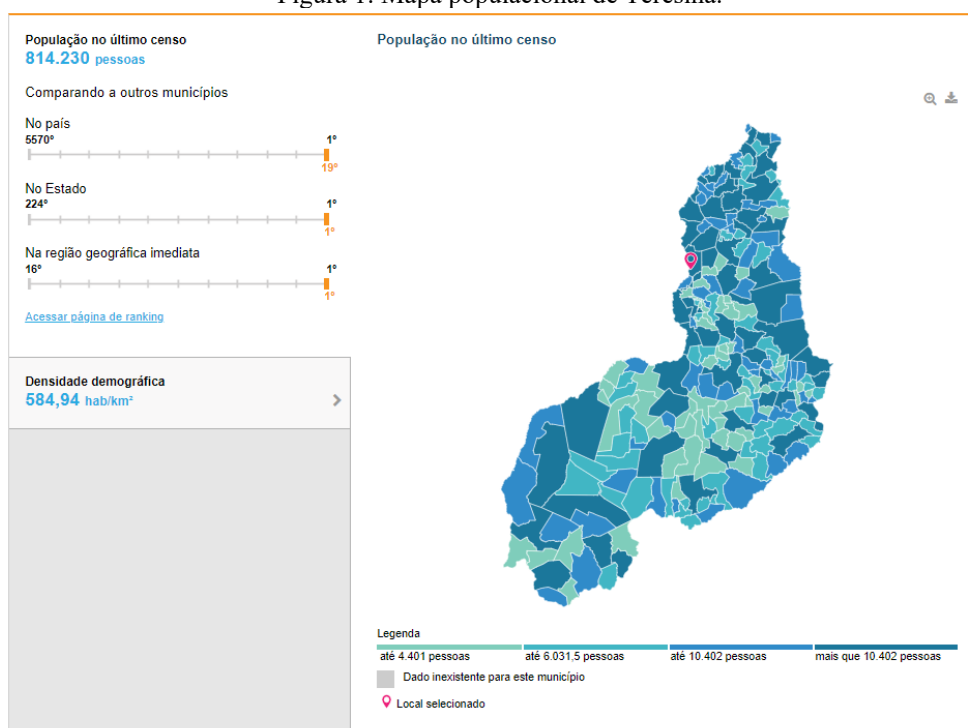 Figura 1: Mapa populacional de Teresina.
População no último censo
814.230 pessoas
Comparando a outros municípios
No país
5570º 1º
19º
No Estado
224º 1º
1º
Na região geográfica imediata
16º 1º
1º
Acessar página de ranking
Densidade demográfica
584,94 hab/km²
População no último censo
Legenda
até 4.401 pessoas até 6.031,5 pessoas até 10.402 pessoas mais que 10.402 pessoas
Dado inexistente para este município
Local selecionado